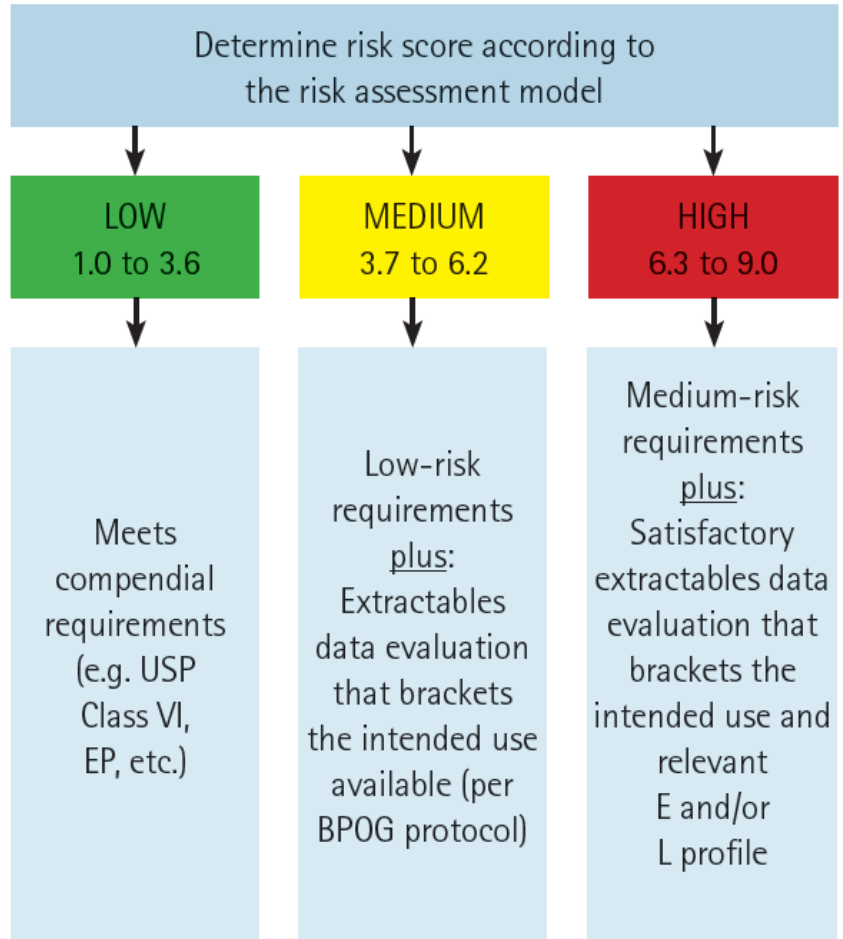 Determine risk score according to
the risk assessment model
LOW
1.0 to 3.6
MEDIUM
3.7 to 6.2
HIGH
6.3 to 9.0
Meets
compendial
requirements
(e.g. USP
Class VI,
EP, etc.)
Low-risk
requirements
plus:
Extractables
data evaluation
that brackets
the intended use
available (per
BPOG protocol)
Medium-risk
requirements
plus:
Satisfactory
extractables data
evaluation that
brackets the
intended use and
relevant
E and/or
L profile